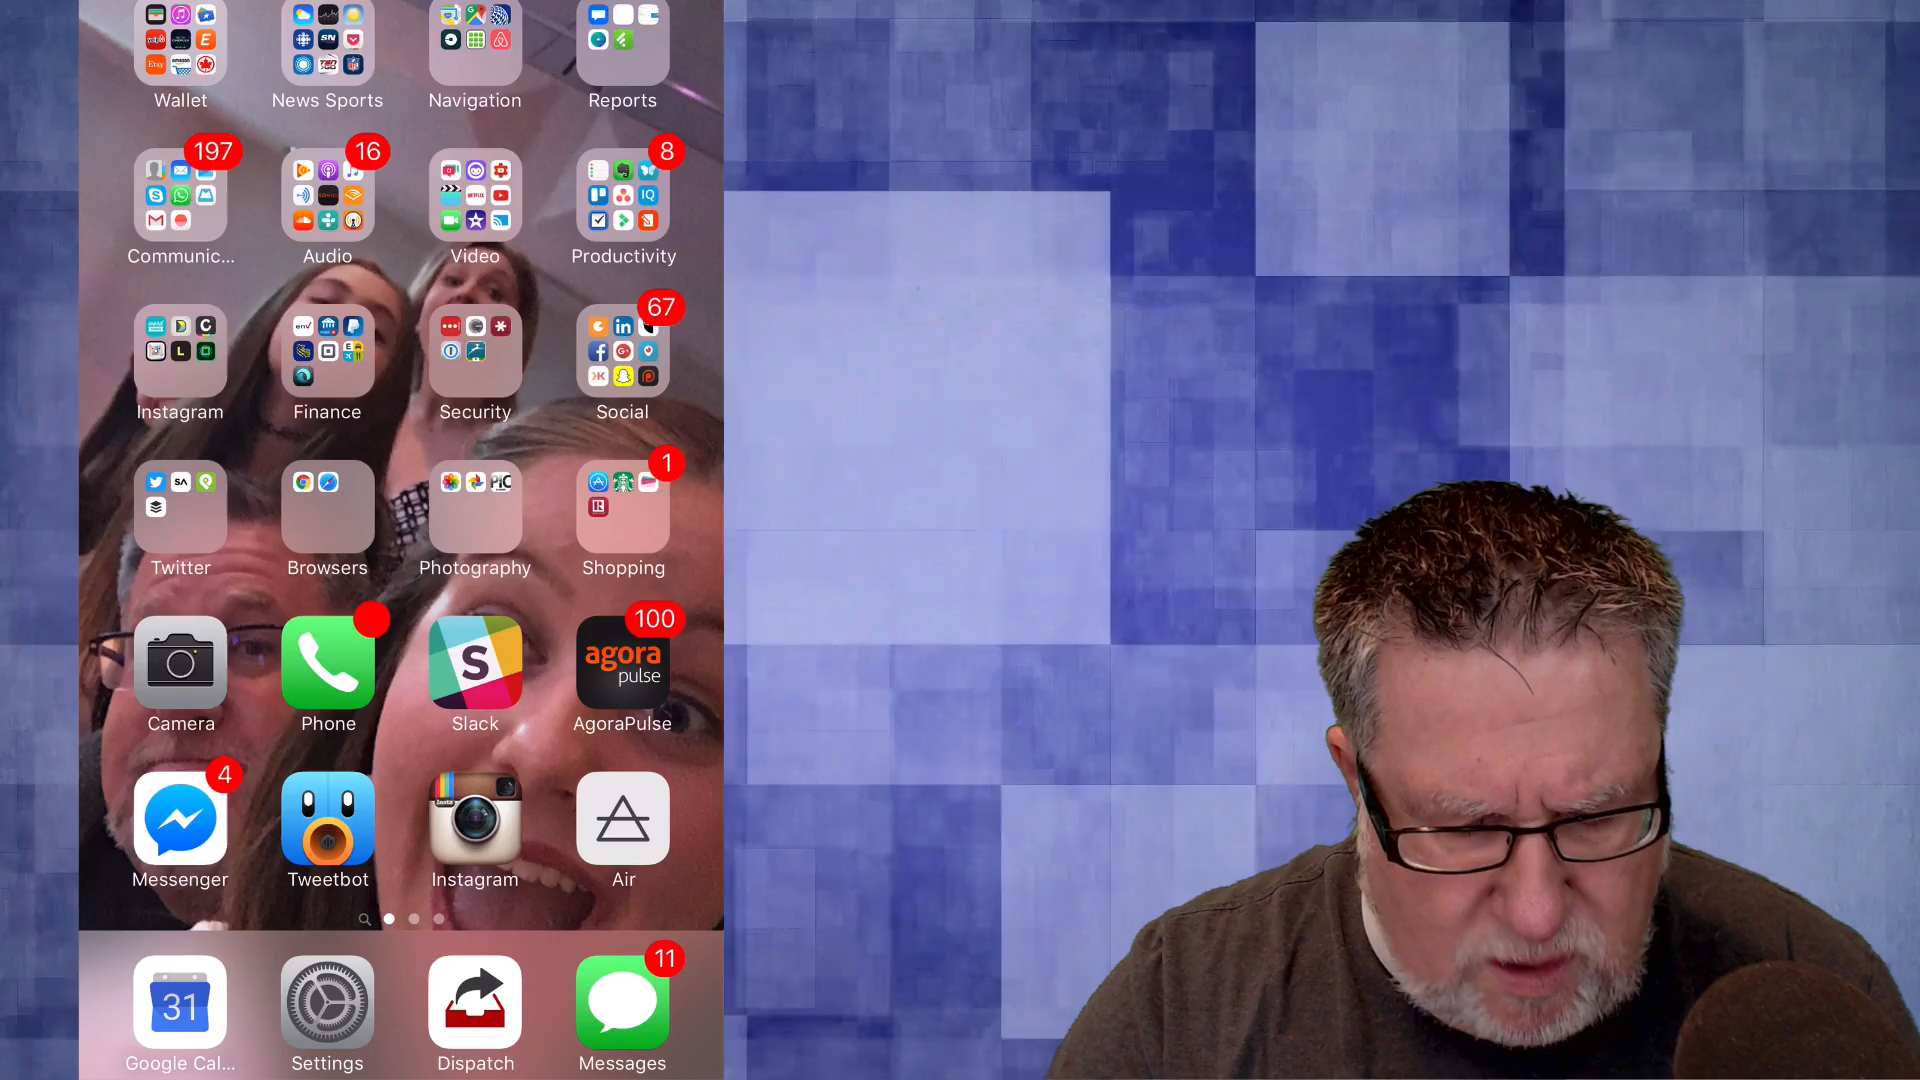 Wallet
News Sports
Navigation
Reports
197
16
8
Communic...
Audio
Video
Productivity
67
Instagram
Finance
Security
Social
1
Twitter
Browsers
Photography
Shopping
100
agora
pulse
S
Camera
Phone
Slack
AgoraPulse
4
Messenger
Tweetbot
Instagram
Air
11
31
Google Cal...
Settings
Dispatch
Messages